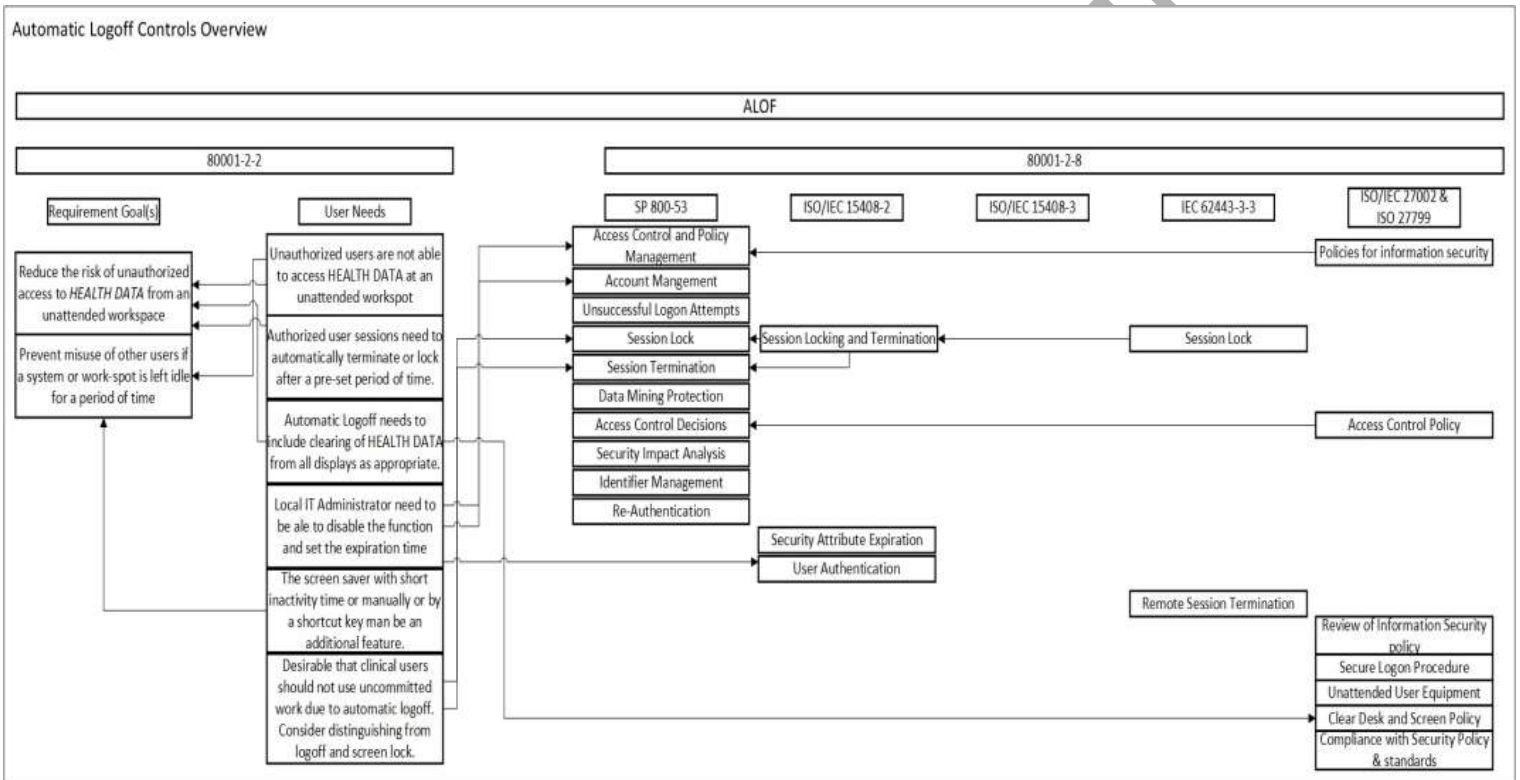 Automatic Logoff Controls Overview
ALOF
80001-2-2
80001-2-8
Requirement Goal(s)
User Needs
SP 800-53
ISO/IEC 15408-2
ISO/IEC 15408-3
IEC 62443-3-3
ISO/IEC 27002 &
ISO 27799
Reduce the risk of unauthorized
access to HEALTH DATA from an
unattended workspace
Prevent misuse of other users if
a system or work-spot is left idle
for a period of time
Unauthorized users are not able
to access HEALTH DATA at an
unattended workspot
Authorized user sessions need to
automatically terminate or lock
after a pre-set period of time.
Automatic Logoff needs to
include clearing of HEALTH DATA
from all displays as appropriate.
Local IT Administrator need to
be ale to disable the function
and set the expiration time
The screen saver with short
inactivity time or manually or by
a shortcut key man be an
additional feature.
Desirable that clinical users
should not use uncommitted
work due to automatic logoff.
Consider distinguishing from
logoff and screen lock.
Access Control and Policy
Management
Account Mangement
Unsuccessful Logon Attempts
Session Lock
Session Termination
Data Mining Protection
Access Control Decisions
Security Impact Analysis
Identifier Management
Re-Authentication
Session Locking and Termination
Security Attribute Expiration
User Authentication
Session Lock
Remote Session Termination
Policies for information security
Access Control Policy
Review of Information Security
policy
Secure Logon Procedure
Unattended User Equipment
Clear Desk and Screen Policy
Compliance with Security Policy
& standards